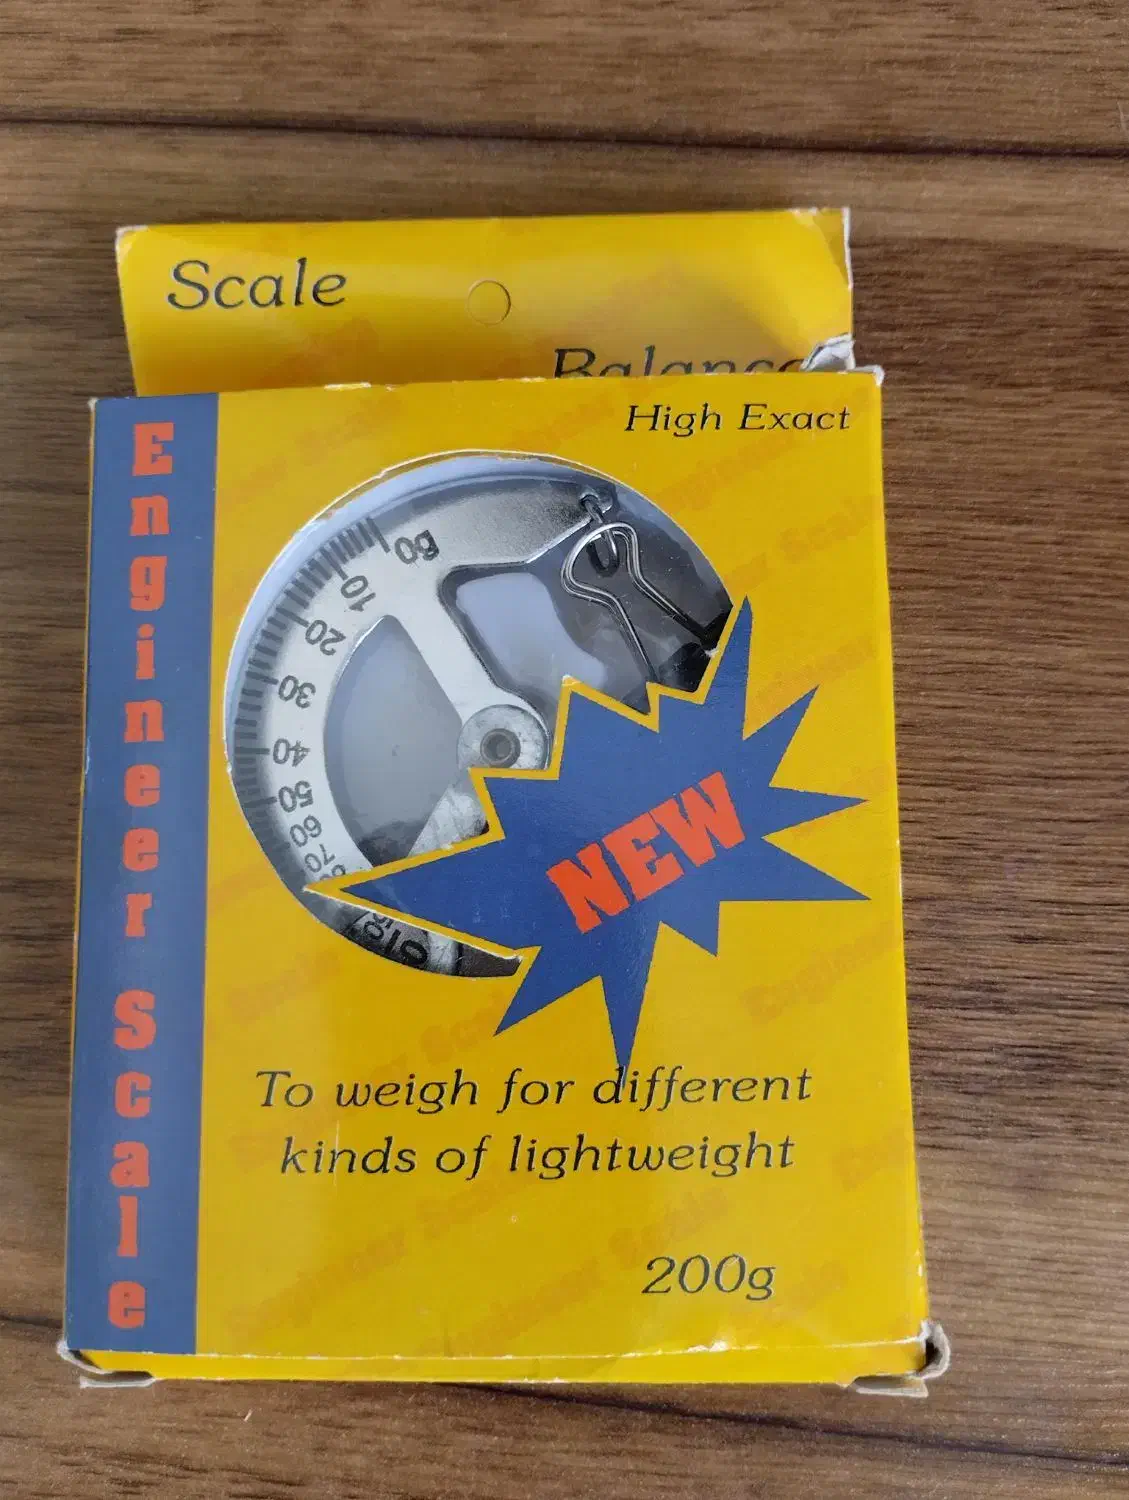 Scale
Balance
High Exact
Engineer Scale
10
20
30
40
50
60
70
NEW
To weigh for different
kinds of lightweight
200g